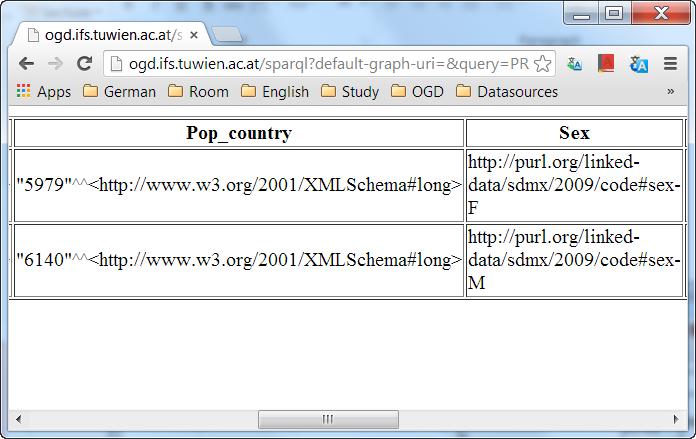 ogd.ifs.tuwien.ac.at/s
ogd.ifs.tuwien.ac.at/sparql?default-graph-uri=&query=PR
Apps German Room English Study OGD Datasources »
Pop_country Sex
"5979"^^<http://www.w3.org/2001/XMLSchema#long> http://purl.org/linked-
data/sdmx/2009/code#sex-
F
"6140"^^<http://www.w3.org/2001/XMLSchema#long> http://purl.org/linked-
data/sdmx/2009/code#sex-
M